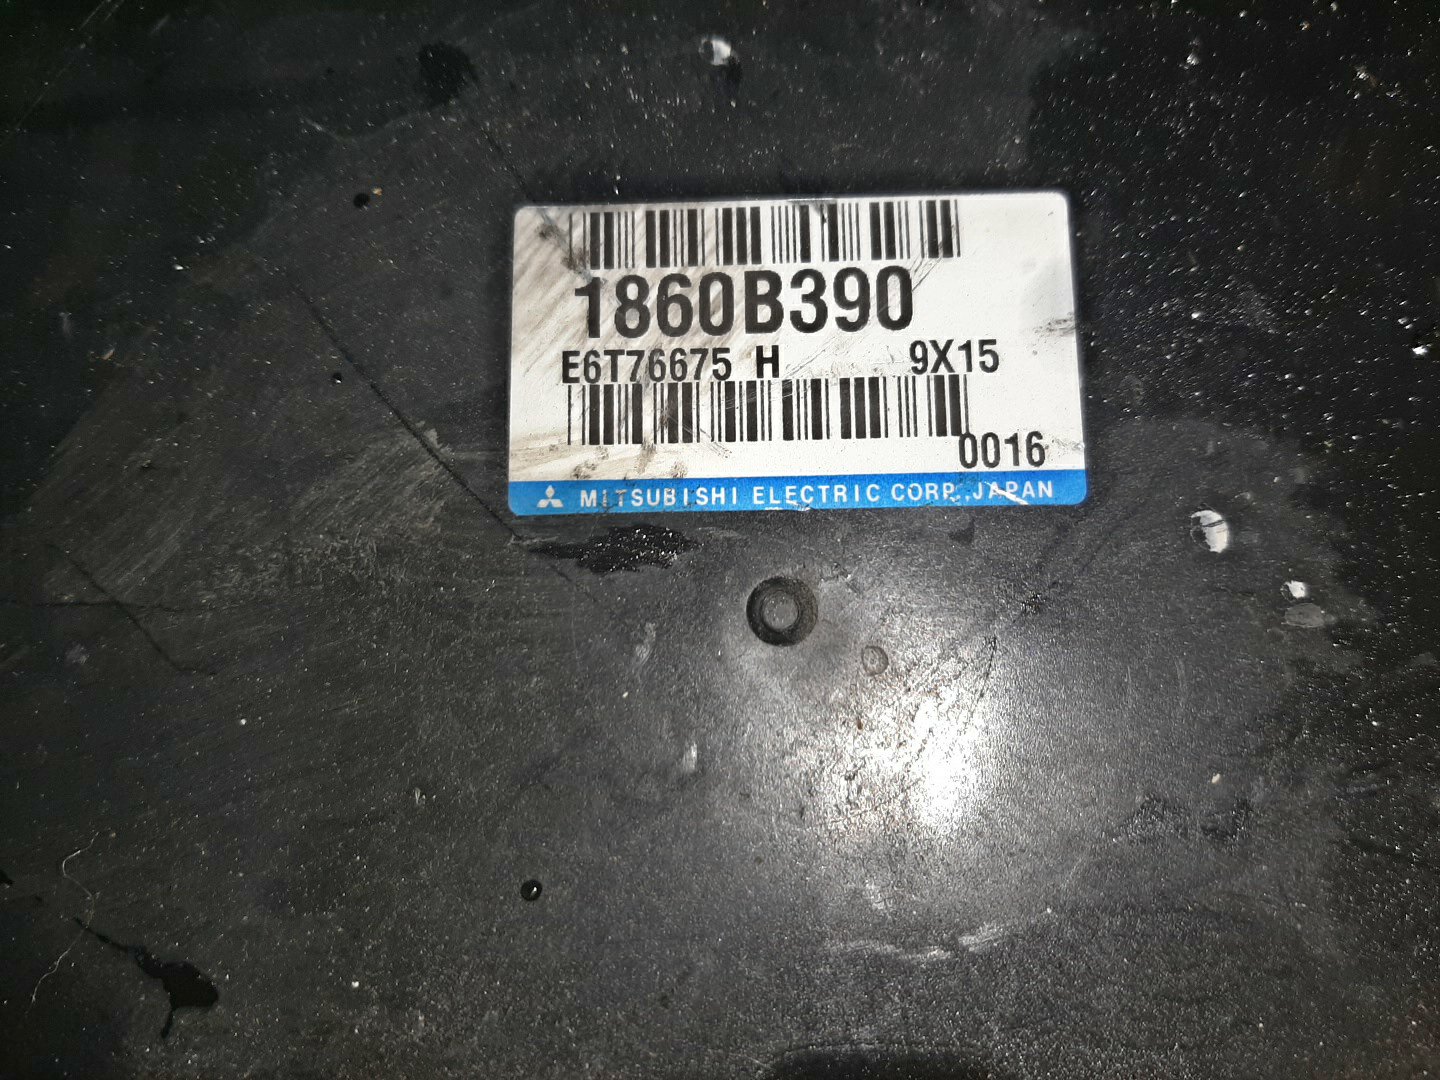 1860B390
E6T76675 H 9X15
0016
MITSUBISHI ELECTRIC CORP. JAPAN